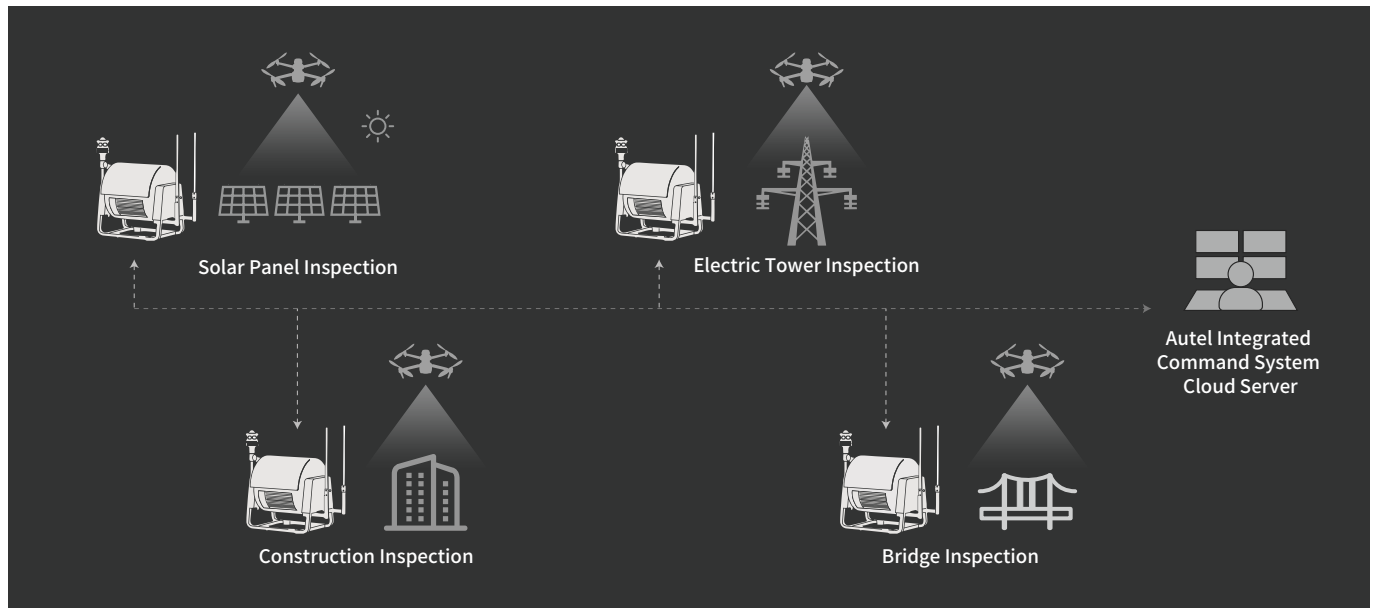 Solar Panel Inspection
Electric Tower Inspection
Autel Integrated
Command System
Cloud Server
Construction Inspection
Bridge Inspection